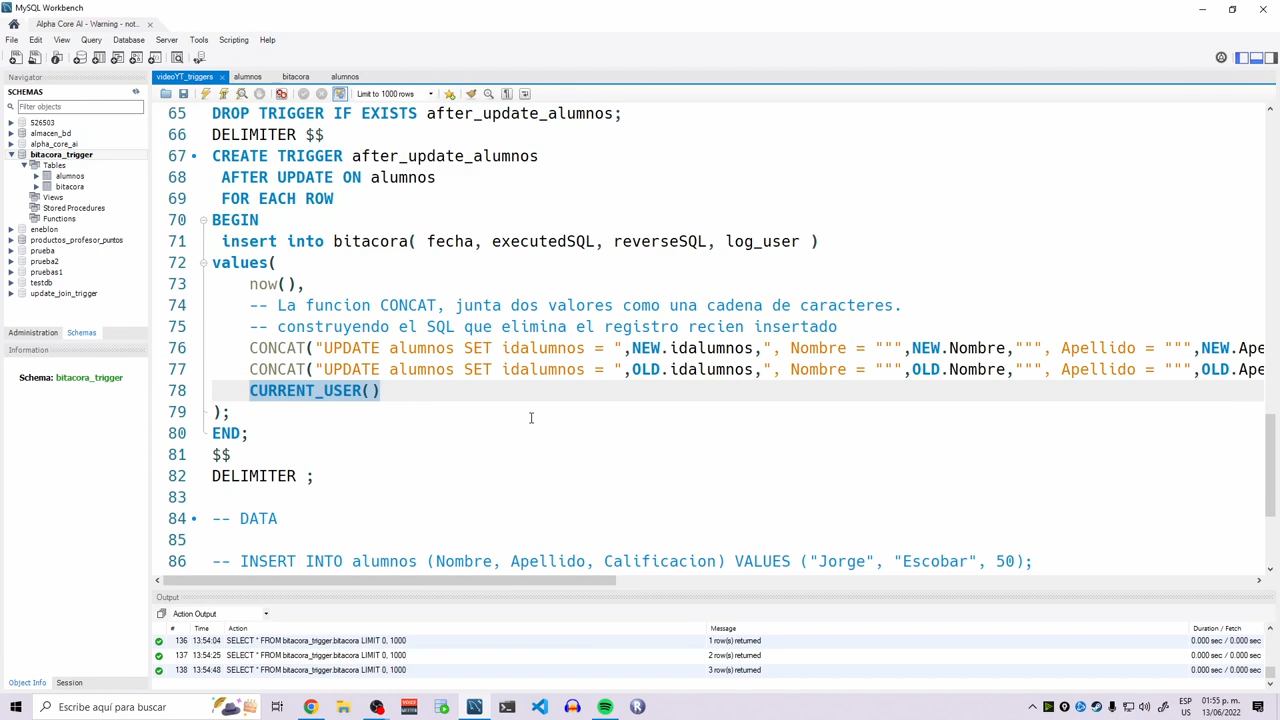 MySQL Workbench
Alpha Core AI - Warning - not...
File Edit View Query Database Server Tools Scripting Help
Navigator
SCHEMAS
Filter objects
526503
almacen_bd
alpha_core_ai
bitacora_trigger
Tables
alumnos
bitacora
Views
Stored Procedures
Functions
eneblon
productos_profesor_puntos
prueba
prueba2
pruebas1
testdb
update_join_trigger
Administration Schemas
Information
Schema: bitacora_trigger
Object Info Session
videoYT_triggers alumnos bitacora alumnos
Limit to 1000 rows
65 DROP TRIGGER IF EXISTS after_update_alumnos;
66 DELIMITER $$
67 CREATE TRIGGER after_update_alumnos
68 AFTER UPDATE ON alumnos
69 FOR EACH ROW
70 BEGIN
71 insert into bitacora( fecha, executedSQL, reverseSQL, log_user )
72 values(
73 now(),
74 -- La funcion CONCAT, junta dos valores como una cadena de caracteres.
75 -- construyendo el SQL que elimina el registro recien insertado
76 CONCAT("UPDATE alumnos SET idalumnos = ",NEW.idalumnos,", Nombre = """,NEW.Nombre,""", Apellido = """,NEW.Ape
77 CONCAT("UPDATE alumnos SET idalumnos = ",OLD.idalumnos,", Nombre = """,OLD.Nombre,""", Apellido = """,OLD.Ape
78 CURRENT_USER()
79 );
80 END;
81 $$
82 DELIMITER ;
83
84 -- DATA
85
86 -- INSERT INTO alumnos (Nombre, Apellido, Calificacion) VALUES ("Jorge", "Escobar", 50);
Output
Action Output
# Time Action Message Duration / Fetch
136 13:54:04 SELECT * FROM bitacora_trigger.bitacora LIMIT 0, 1000 1 row(s) returned 0.000 sec / 0.000 sec
137 13:54:25 SELECT * FROM bitacora_trigger.bitacora LIMIT 0, 1000 2 row(s) returned 0.000 sec / 0.000 sec
138 13:54:48 SELECT * FROM bitacora_trigger.bitacora LIMIT 0, 1000 3 row(s) returned 0.000 sec / 0.000 sec
Escribe aquí para buscar
ESP
US
01:55 p. m.
13/06/2022